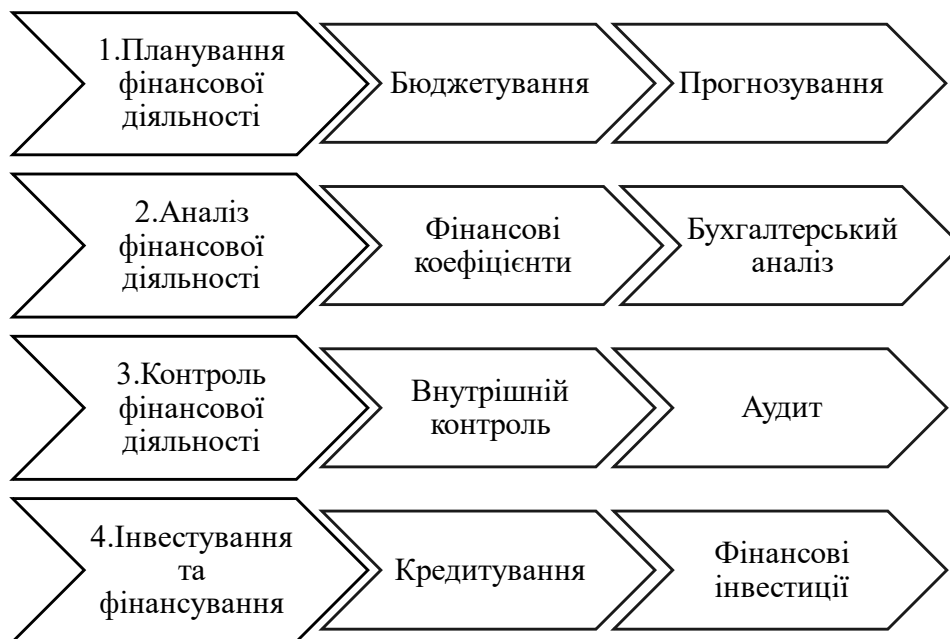 1.Планування
фінансової
діяльності
Бюджетування
Прогнозування
2.Аналіз
фінансової
діяльності
Фінансові
коефіцієнти
Бухгалтерський
аналіз
3.Контроль
фінансової
діяльності
Внутрішній
контроль
Аудит
4.Інвестування
та
фінансування
Кредитування
Фінансові
інвестиції